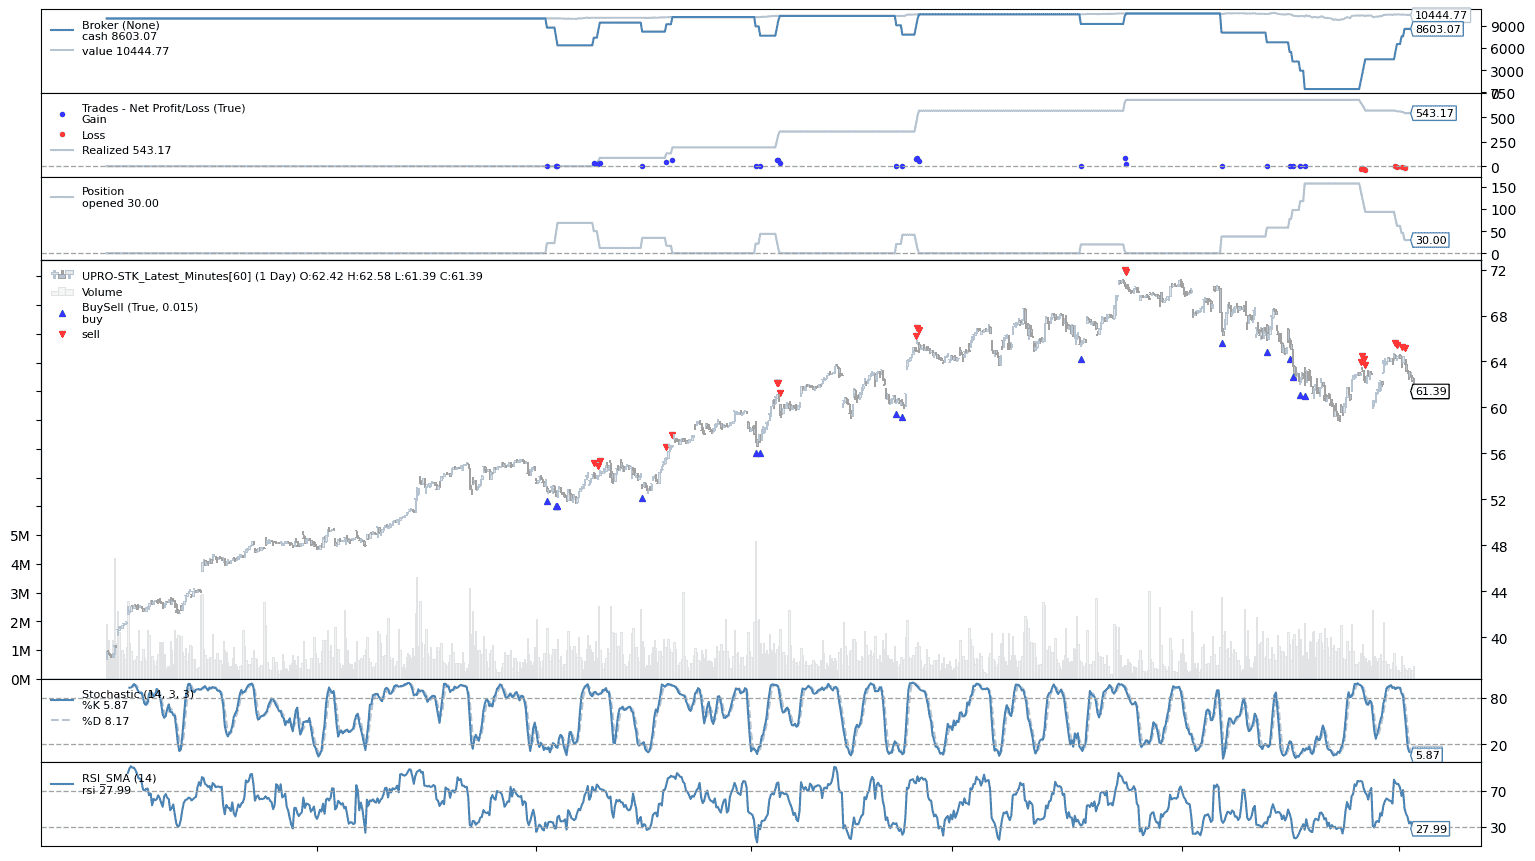 Broker (None)
cash 8603.07
value 10444.77
10444.77
8603.07
9000
6000
3000
0
Trades - Net Profit/Loss (True)
Gain
Loss
Realized 543.17
543.17
750
500
250
0
Position
opened 30.00
30.00
150
100
50
0
UPRO-STK_Latest_Minutes[60] (1 Day) O:62.42 H:62.58 L:61.39 C:61.39
Volume
BuySell (True, 0.015)
buy
sell
61.39
72
68
64
60
56
52
48
44
40
5M
4M
3M
2M
1M
0M
Stochastic (14, 3, 3)
%K 5.87
%D 8.17
80
20
5.87
RSI_SMA (14)
rsi 27.99
70
30
27.99